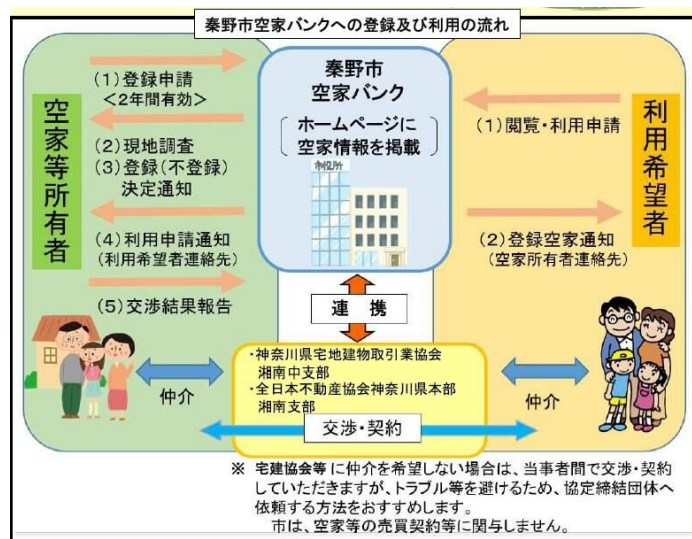 秦野市空家バンクへの登録及び利用の流れ
空家等所有者
(1)登録申請
<2年間有効>
(2)現地調査
(3)登録(不登録)
決定通知
(4)利用申請通知
(利用希望者連絡先)
(5)交渉結果報告
秦野市
空家バンク
ホームページに
空家情報を掲載
市役所
利用希望者
(1)閲覧・利用申請
(2)登録空家通知
(空家所有者連絡先)
連携
・神奈川県宅地建物取引業協会
湘南中支部
・全日本不動産協会神奈川県本部
湘南支部
仲介
仲介
交渉・契約
※ 宅建協会等に仲介を希望しない場合は、当事者間で交渉・契約
していただきますが、トラブル等を避けるため、協定締結団体へ
依頼する方法をおすすめします。
市は、空家等の売買契約等に関与しません。